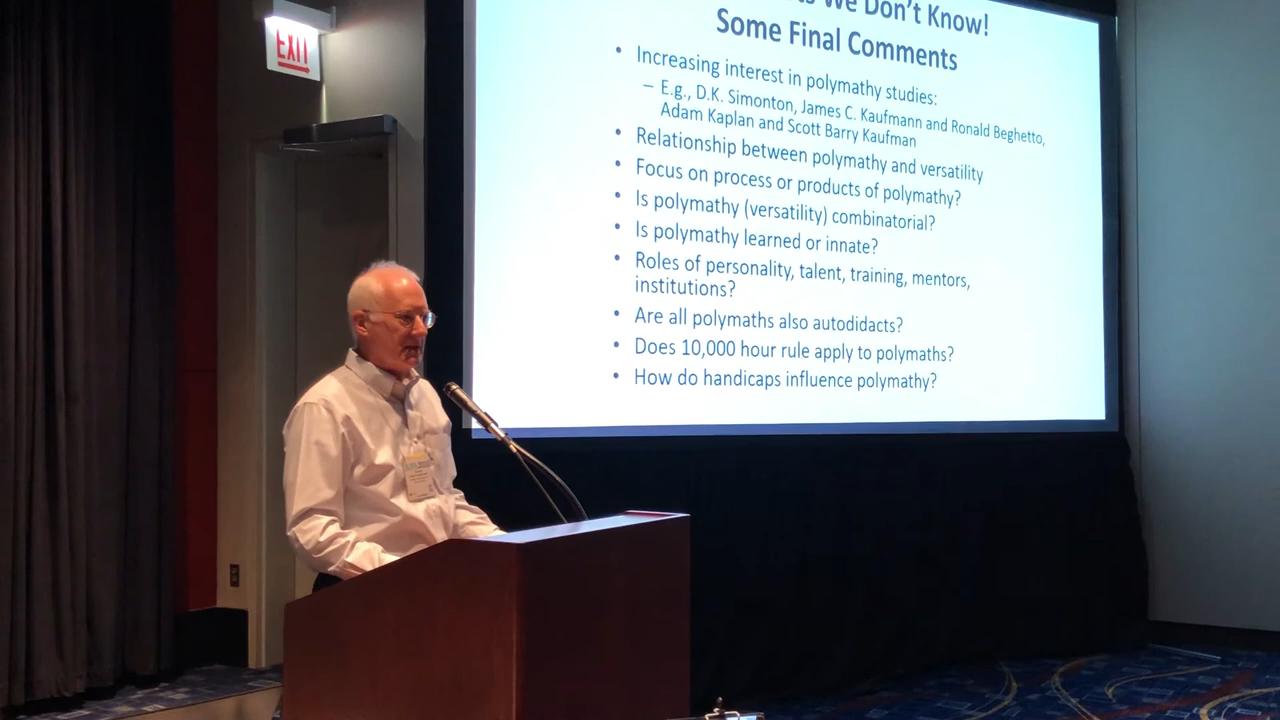 EXIT
We Don't Know!
Some Final Comments
• Increasing interest in polymathy studies:
– E.g., D.K. Simonton, James C. Kaufmann and Ronald Beghetto,
Adam Kaplan and Scott Barry Kaufman
• Relationship between polymathy and versatility
• Focus on process or products of polymathy?
• Is polymathy (versatility) combinatorial?
• Is polymathy learned or innate?
• Roles of personality, talent, training, mentors,
institutions?
• Are all polymaths also autodidacts?
• Does 10,000 hour rule apply to polymaths?
• How do handicaps influence polymathy?